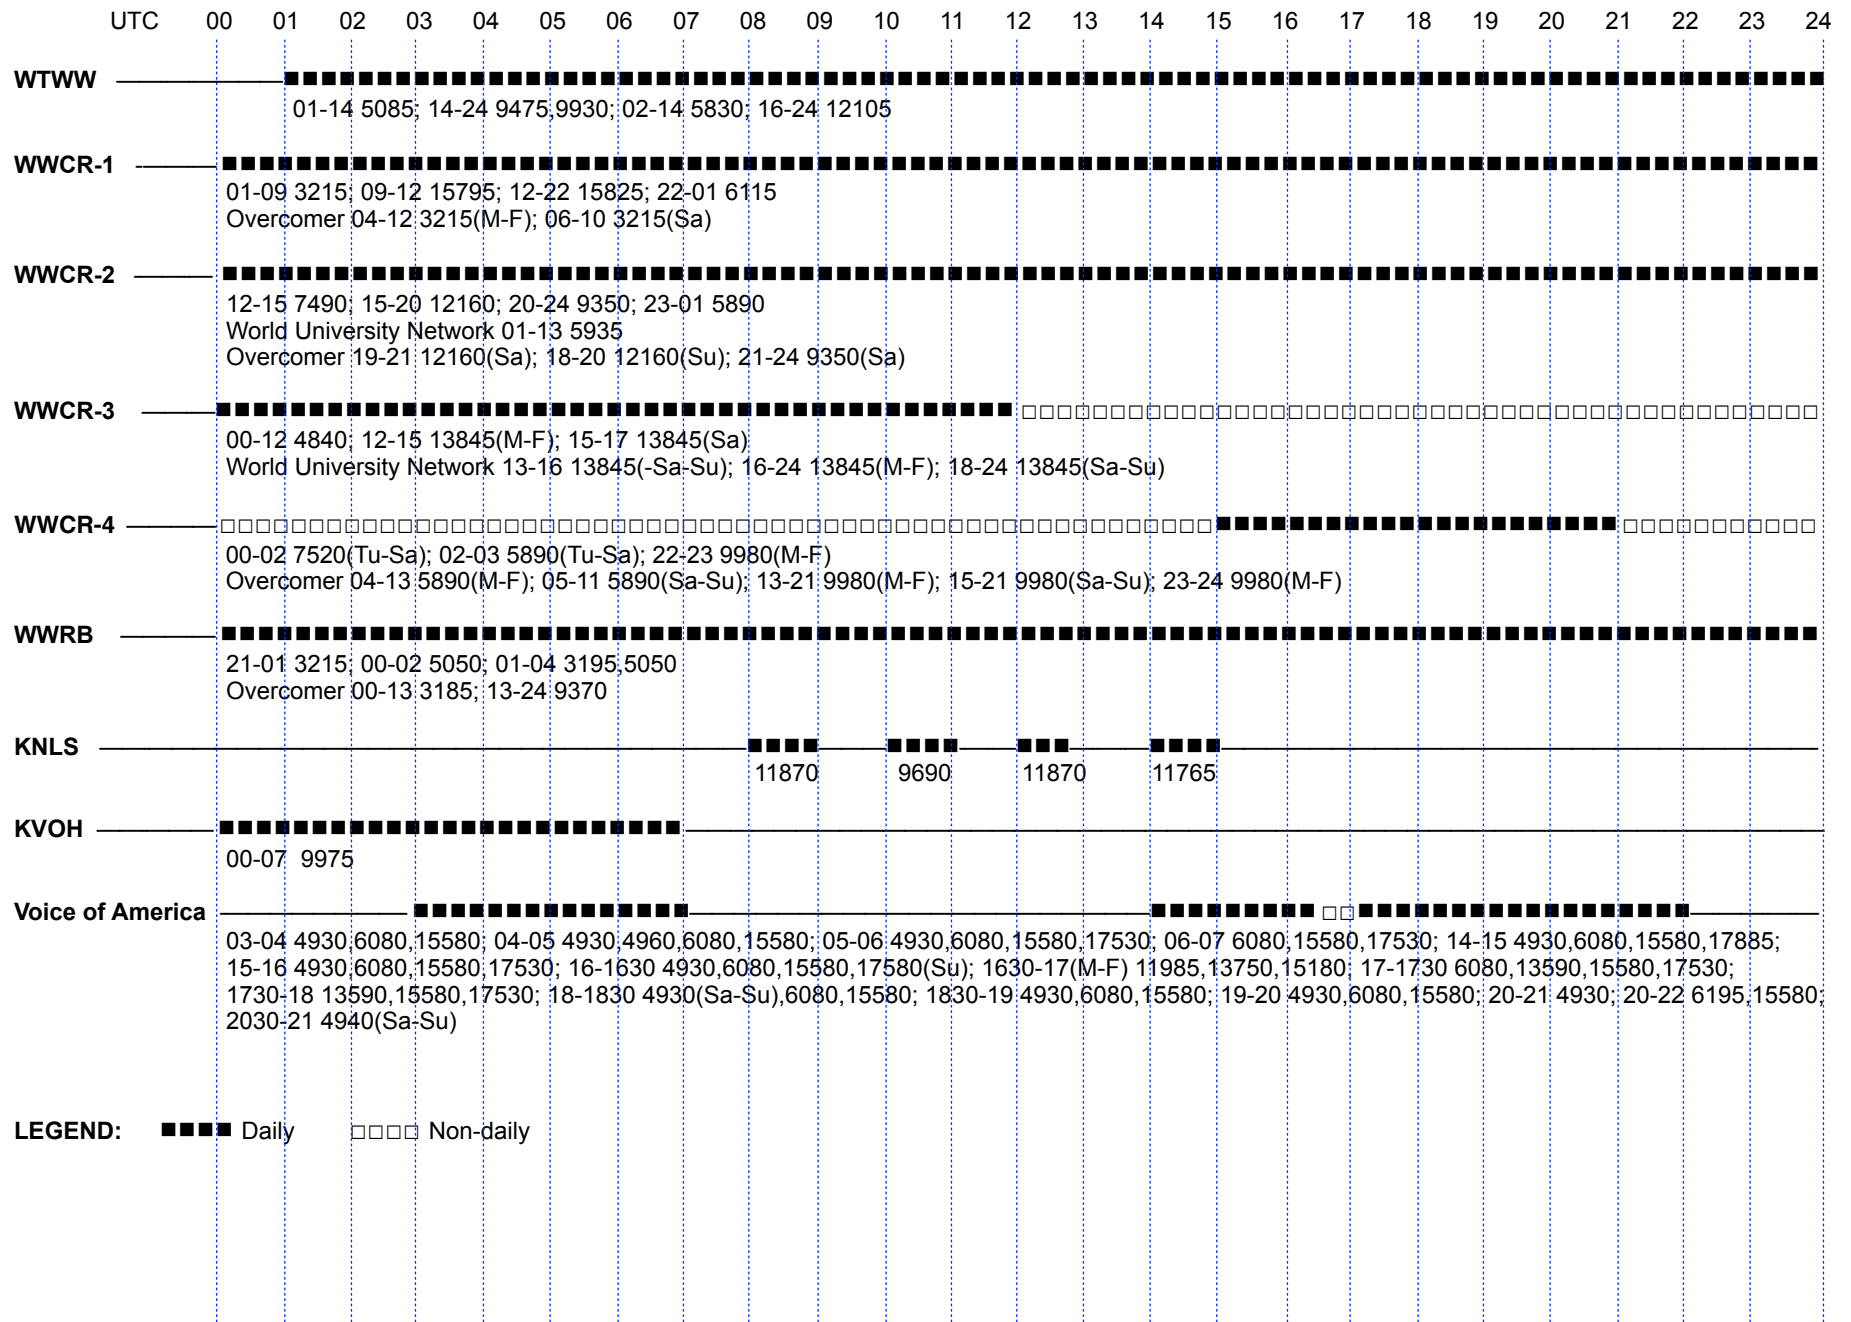 UTC 00 01 02 03 04 05 06 07 08 09 10 11 12 13 14 15 16 17 18 19 20 21 22 23 24
WTWW
01-14 5085; 14-24 9475,9930; 02-14 5830; 16-24 12105
WWCR-1
01-09 3215; 09-12 15795; 12-22 15825; 22-01 6115
Overcomer 04-12 3215(M-F); 06-10 3215(Sa)
WWCR-2
12-15 7490; 15-20 12160; 20-24 9350; 23-01 5890
World University Network 01-13 5935
Overcomer 19-21 12160(Sa); 18-20 12160(Su); 21-24 9350(Sa)
WWCR-3
00-12 4840; 12-15 13845(M-F); 15-17 13845(Sa)
World University Network 13-16 13845(-Sa-Su); 16-24 13845(M-F); 18-24 13845(Sa-Su)
WWCR-4
00-02 7520(Tu-Sa); 02-03 5890(Tu-Sa); 22-23 9980(M-F)
Overcomer 04-13 5890(M-F); 05-11 5890(Sa-Su); 13-21 9980(M-F); 15-21 9980(Sa-Su); 23-24 9980(M-F)
WWRB
21-01 3215; 00-02 5050; 01-04 3195,5050
Overcomer 00-13 3185; 13-24 9370
KNLS
11870 9690 11870 11765
KVOH
00-07 9975
Voice of America
03-04 4930,6080,15580; 04-05 4930,4960,6080,15580; 05-06 4930,6080,15580,17530; 06-07 6080,15580,17530; 14-15 4930,6080,15580,17885;
15-16 4930,6080,15580,17530; 16-1630 4930,6080,15580,17580(Su); 1630-17(M-F) 11985,13750,15180; 17-1730 6080,13590,15580,17530;
1730-18 13590,15580,17530; 18-1830 4930(Sa-Su),6080,15580; 1830-19 4930,6080,15580; 19-20 4930,6080,15580; 20-21 4930; 20-22 6195,15580;
2030-21 4940(Sa-Su)
LEGEND: ■■■■ Daily □□□□ Non-daily